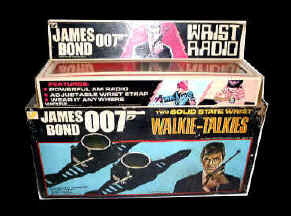 JAMES BOND 007
WRIST RADIO
FEATURES:
POWERFUL AM RADIO
ADJUSTABLE WRIST STRAP
WEAR IT ANYWHERE
JAMES BOND 007
TWO SOLID STATE WRIST
WALKIE-TALKIES